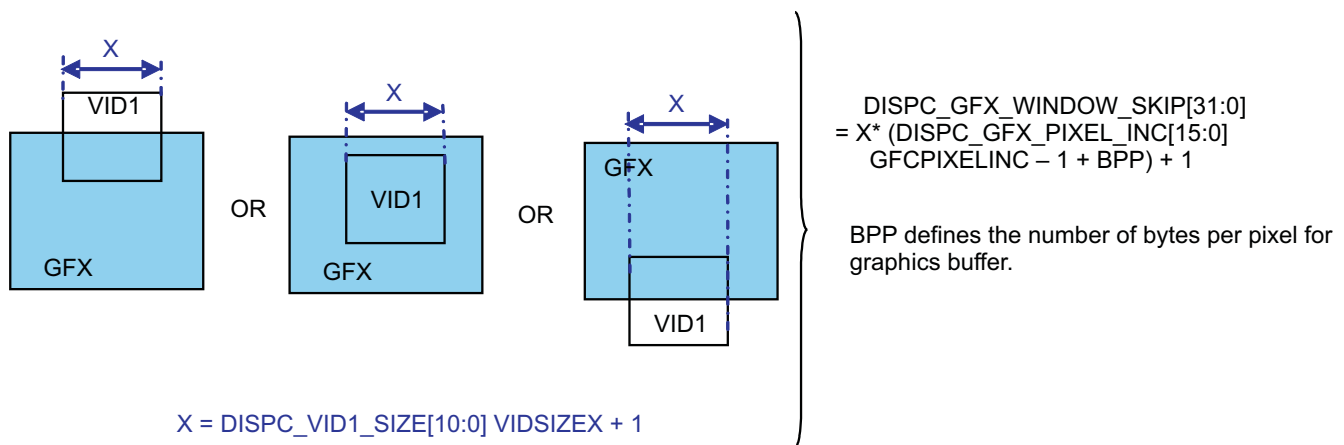 X
VID1
GFX
OR
X
VID1
GFX
OR
X
GFX
VID1
X = DISPC_VID1_SIZE[10:0] VIDSIZEX + 1
DISPC_GFX_WINDOW_SKIP[31:0]
= X* (DISPC_GFX_PIXEL_INC[15:0]
GFCPIXELINC – 1 + BPP) + 1
BPP defines the number of bytes per pixel for
graphics buffer.